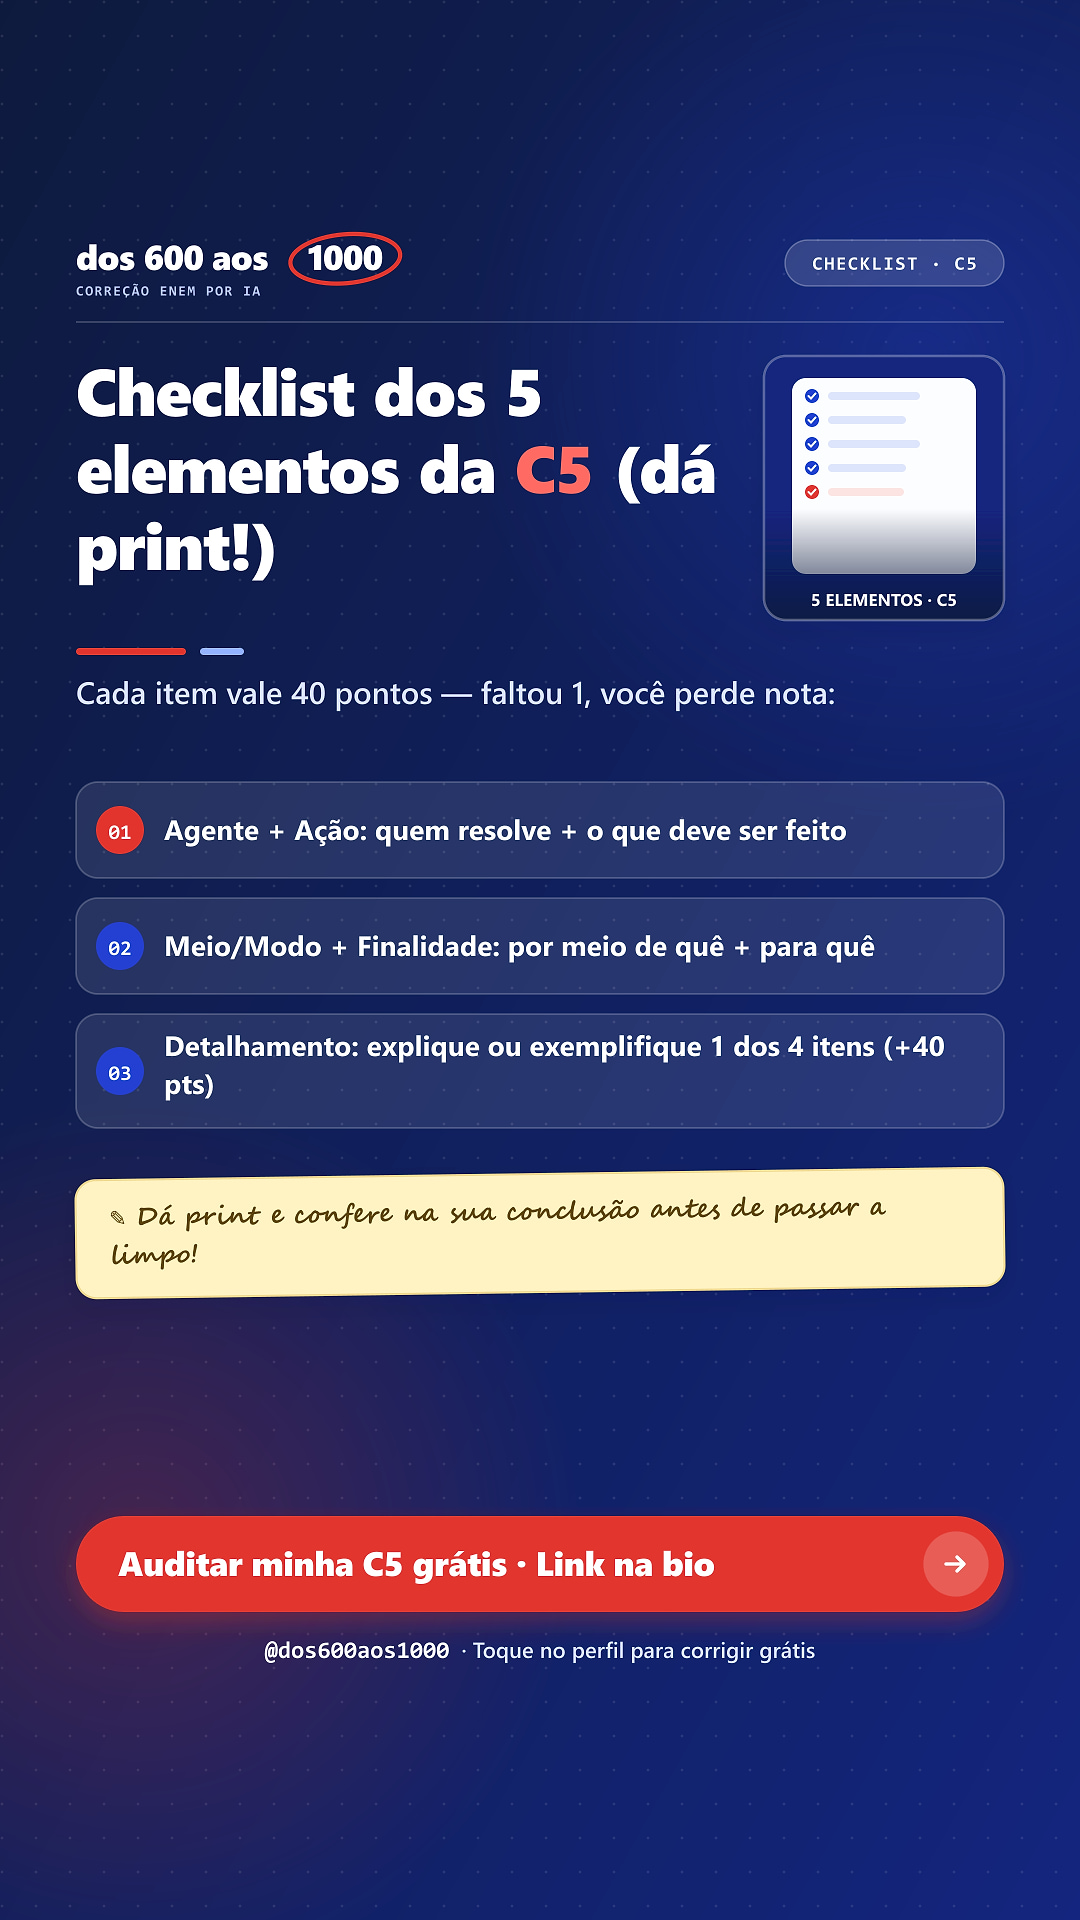 dos 600 aos 1000
CORREÇÃO ENEM POR IA
CHECKLIST · C5
Checklist dos 5
elementos da C5 (dá
print!)
5 ELEMENTOS · C5
Cada item vale 40 pontos — faltou 1, você perde nota:
01 Agente + Ação: quem resolve + o que deve ser feito
02 Meio/Modo + Finalidade: por meio de quê + para quê
03 Detalhamento: explique ou exemplifique 1 dos 4 itens (+40
pts)
✎ Dá print e confere na sua conclusão antes de passar a
limpo!
Auditar minha C5 grátis · Link na bio →
@dos600aos1000 · Toque no perfil para corrigir grátis